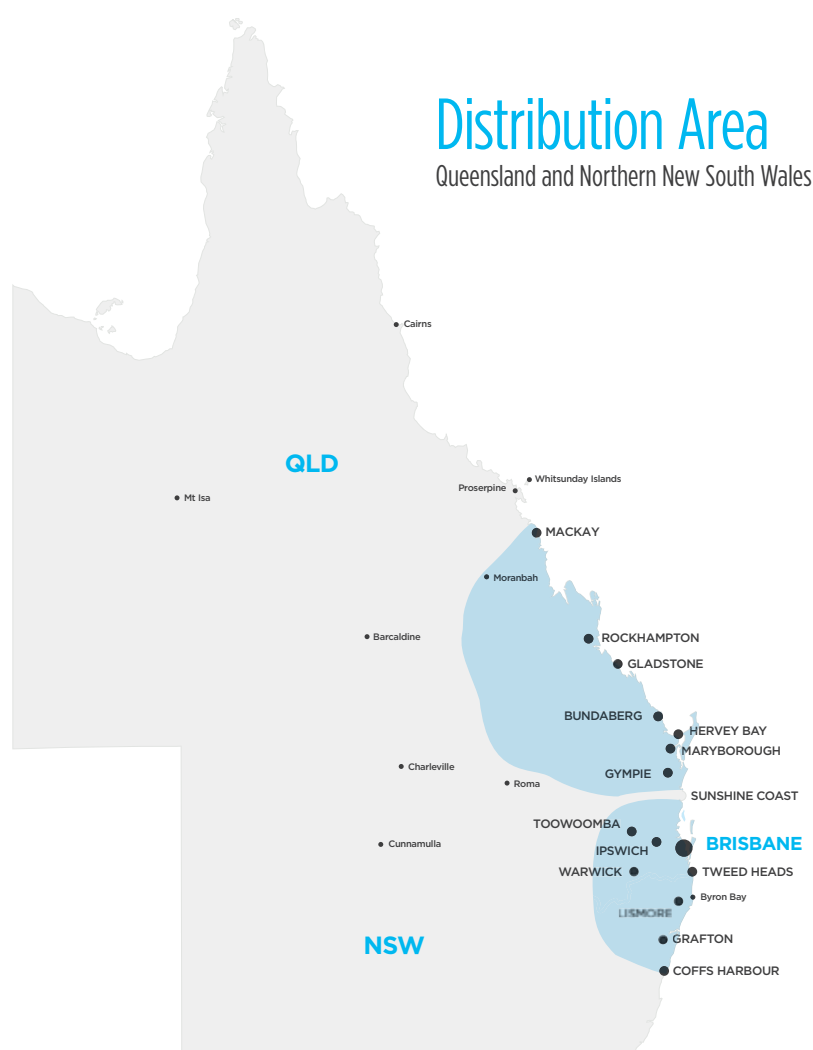 Distribution Area
Queensland and Northern New South Wales
Cairns
QLD
Whitsunday Islands
Proserpine
Mt Isa
MACKAY
Moranbah
Barcaldine
ROCKHAMPTON
GLADSTONE
BUNDABERG
HERVEY BAY
MARYBOROUGH
Charleville
GYMPIE
Roma
SUNSHINE COAST
TOOWOOMBA
Cunnamulla
BRISBANE
IPSWICH
WARWICK
TWEED HEADS
Byron Bay
LISMORE
GRAFTON
NSW
COFFS HARBOUR